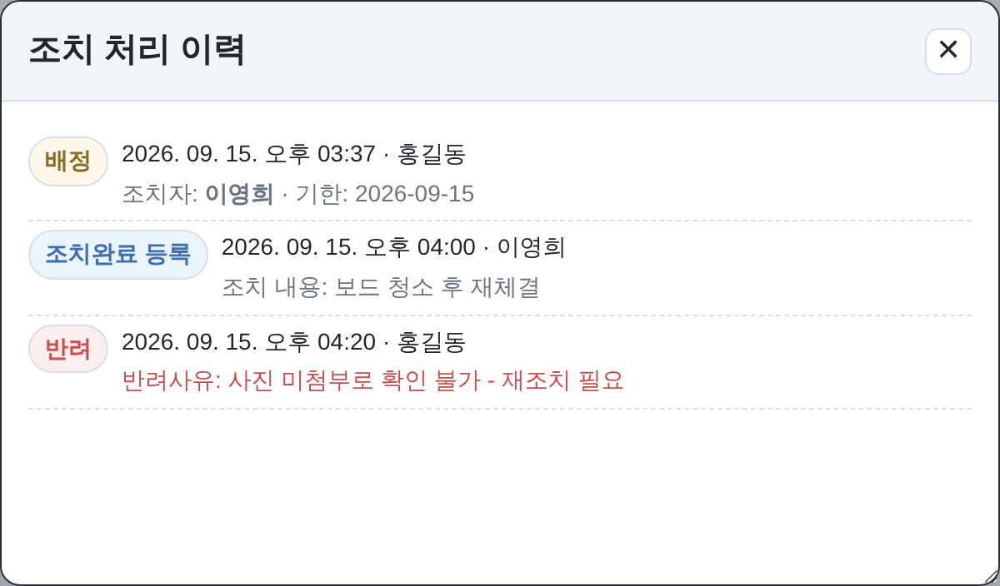 조치 처리 이력
✕
배정
2026. 09. 15. 오후 03:37 · 홍길동
조치자: 이영희 · 기한: 2026-09-15
조치완료 등록
2026. 09. 15. 오후 04:00 · 이영희
조치 내용: 보드 청소 후 재체결
반려
2026. 09. 15. 오후 04:20 · 홍길동
반려사유: 사진 미첨부로 확인 불가 - 재조치 필요